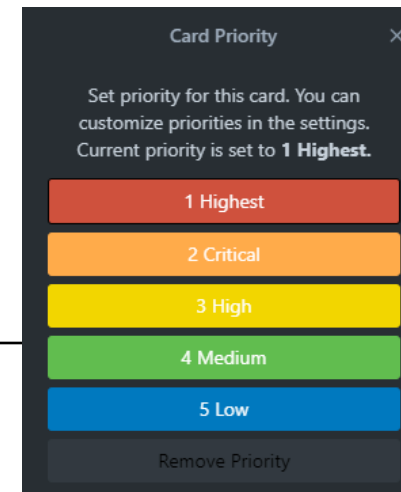 Card Priority ×
Set priority for this card. You can
customize priorities in the settings.
Current priority is set to 1 Highest.
1 Highest
2 Critical
3 High
4 Medium
5 Low
Remove Priority